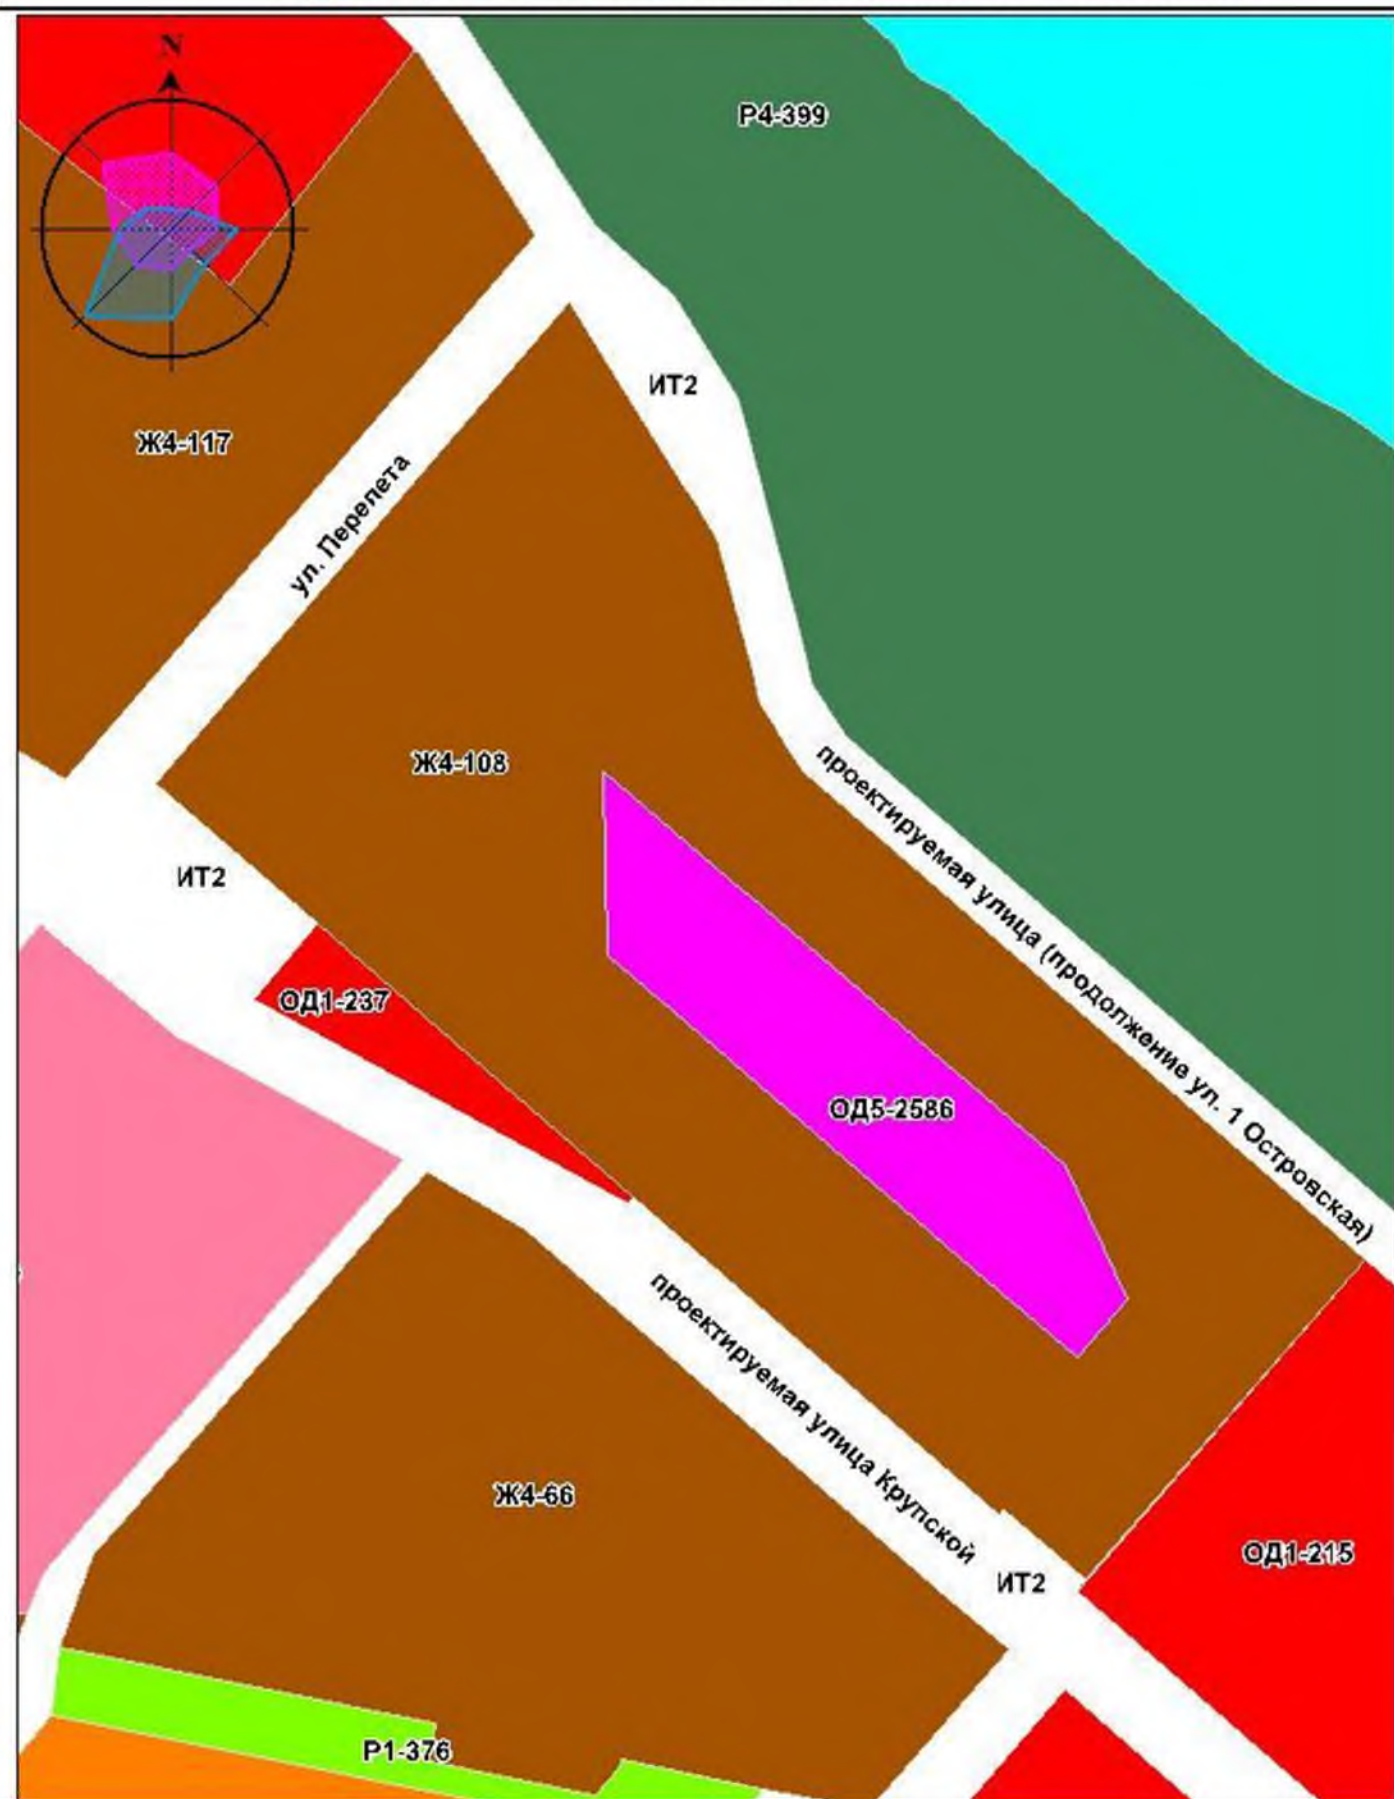 N
Р4-399
ИТ2
Ж4-117
ул. Перелета
Ж4-108
проектируемая улица (продолжение ул. 1 Островская)
ИТ2
ОД1-237
ОД5-2586
проектируемая улица Крупской
Ж4-66
ОД1-215
ИТ2
Р1-376